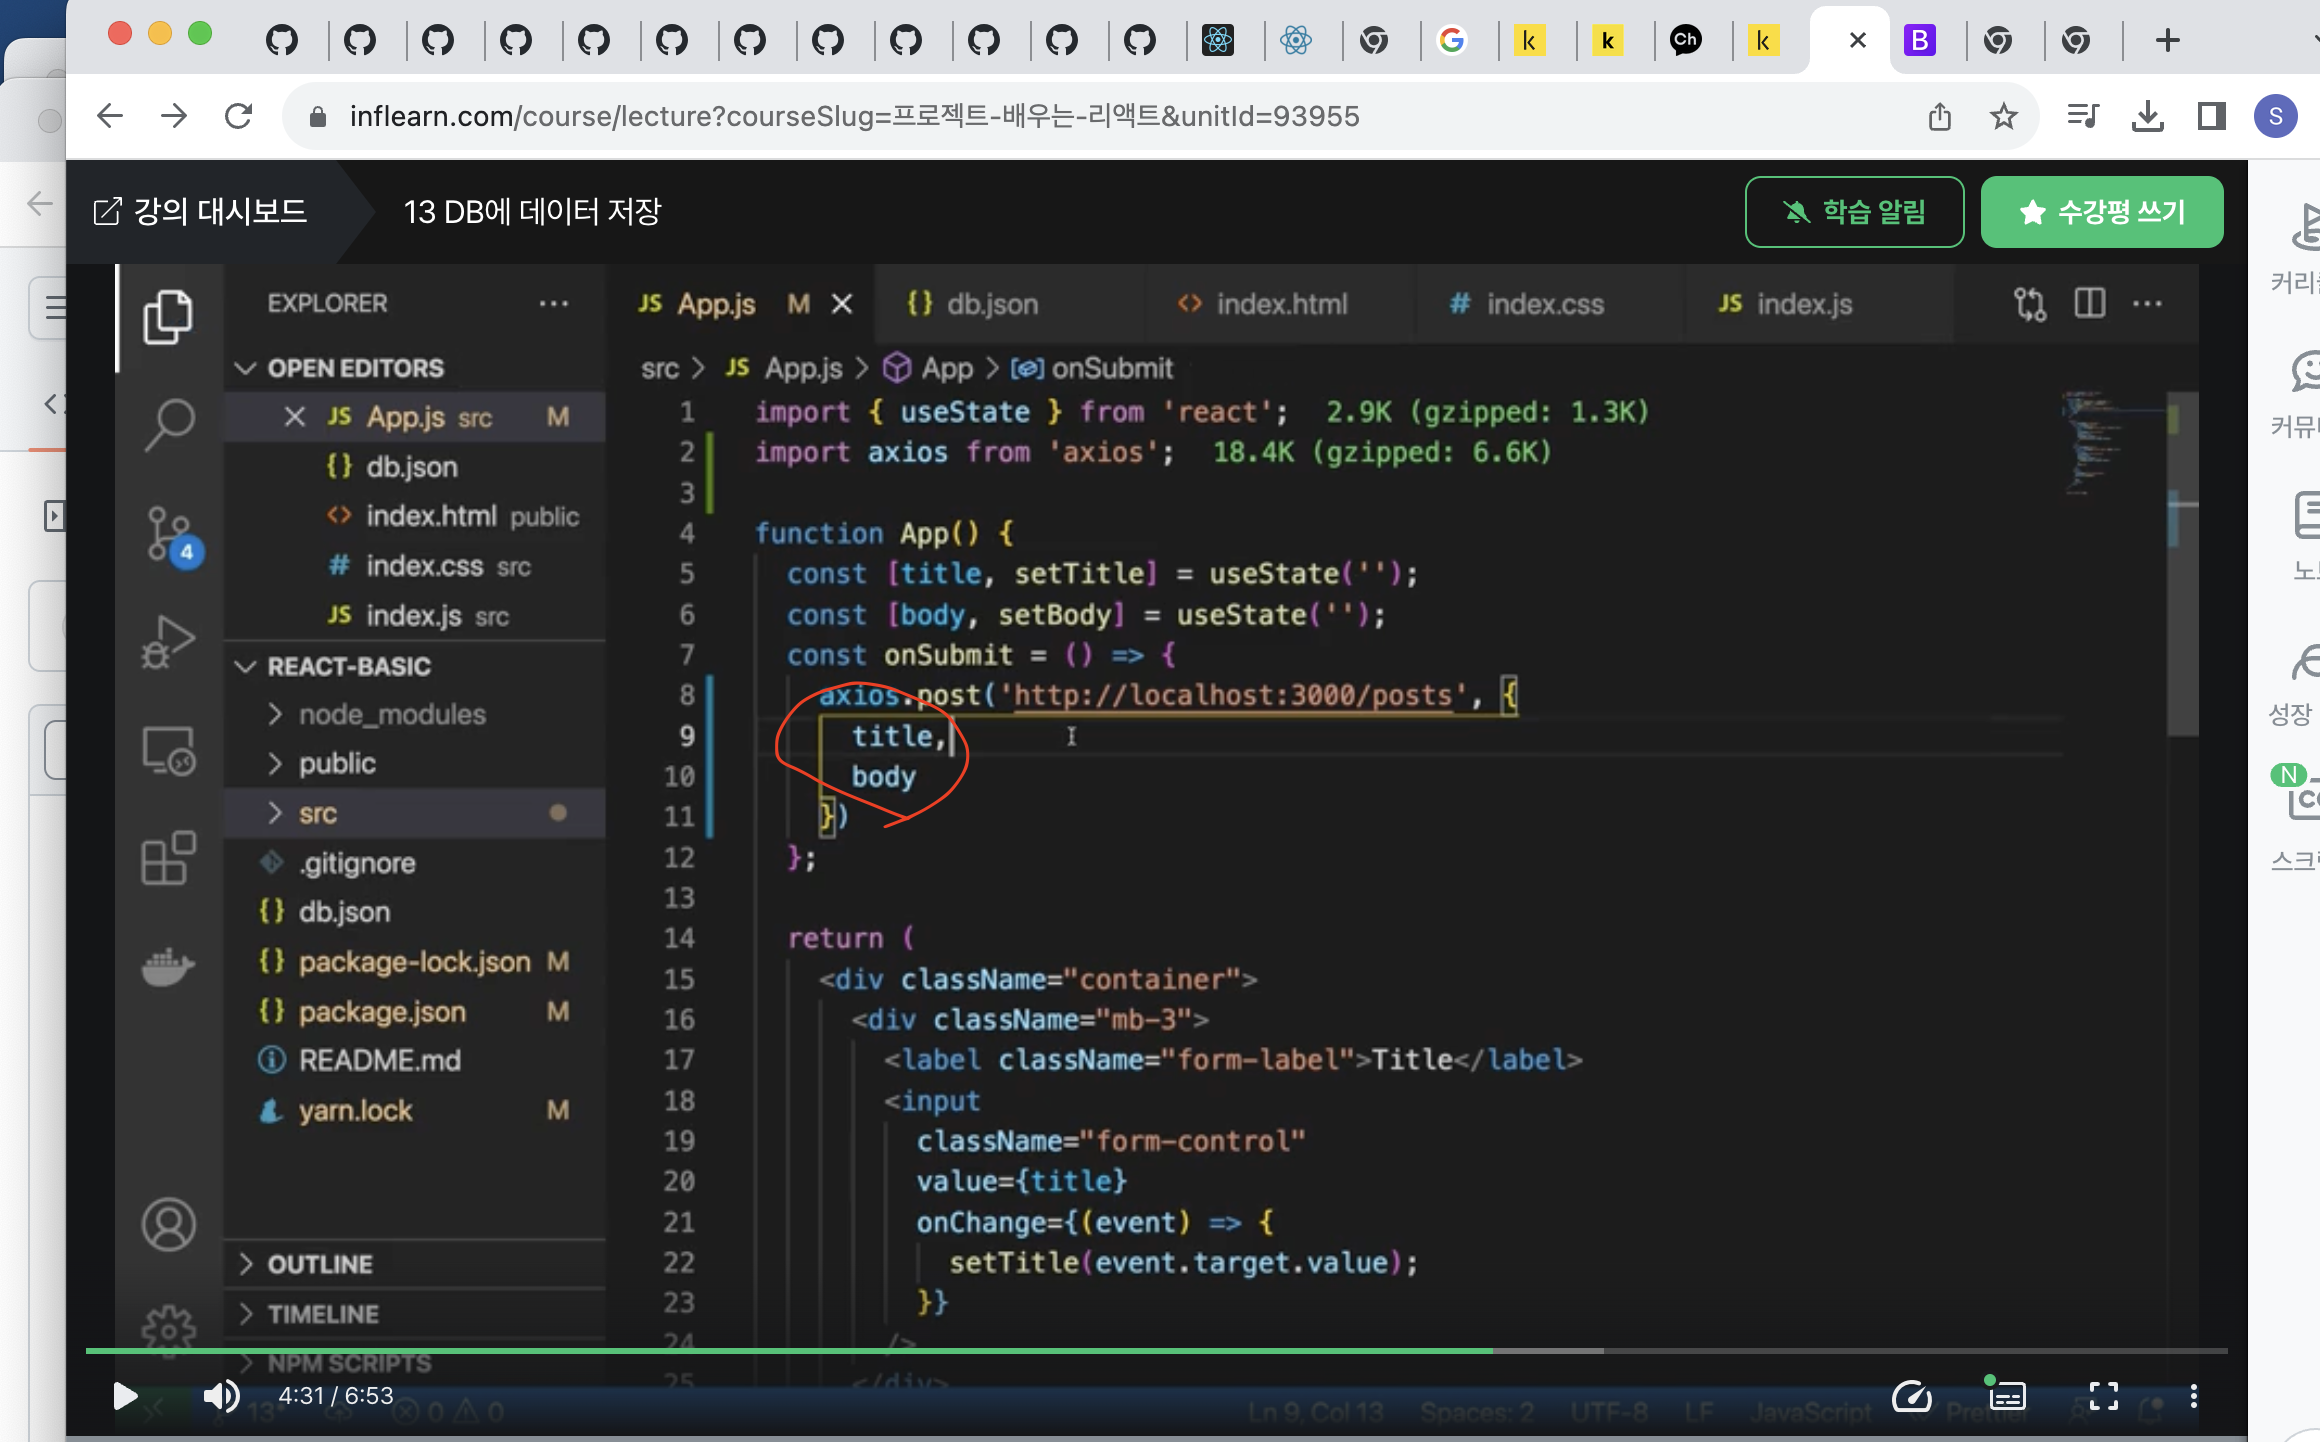 Ch
B
inflearn.com/course/lecture?courseSlug=프로젝트-배우는-리액트&unitId=93955
S
강의 대시보드
13 DB에 데이터 저장
학습 알림
수강평 쓰기
EXPLORER
OPEN EDITORS
JS App.js src M
{} db.json
<> index.html public
# index.css src
JS index.js src
4
REACT-BASIC
node_modules
public
src
.gitignore
{} db.json
{} package-lock.json M
{} package.json M
README.md
yarn.lock M
OUTLINE
TIMELINE
NPM SCRIPTS
JS App.js M
{} db.json
<> index.html
# index.css
JS index.js
src > JS App.js > App > onSubmit
1 import { useState } from 'react'; 2.9K (gzipped: 1.3K)
2 import axios from 'axios'; 18.4K (gzipped: 6.6K)
3
4 function App() {
5 const [title, setTitle] = useState('');
6 const [body, setBody] = useState('');
7 const onSubmit = () => {
8 axios.post('http://localhost:3000/posts', {
9 title,
10 body
11 })
12 };
13
14 return (
15 <div className="container">
16 <div className="mb-3">
17 <label className="form-label">Title</label>
18 <input
19 className="form-control"
20 value={title}
21 onChange={(event) => {
22 setTitle(event.target.value);
23 }}
24 />
25 </div>
4:31 / 6:53
13* 0 0
Ln 9, Col 13 Spaces: 2 UTF-8 LF JavaScript Prettier
성장
N